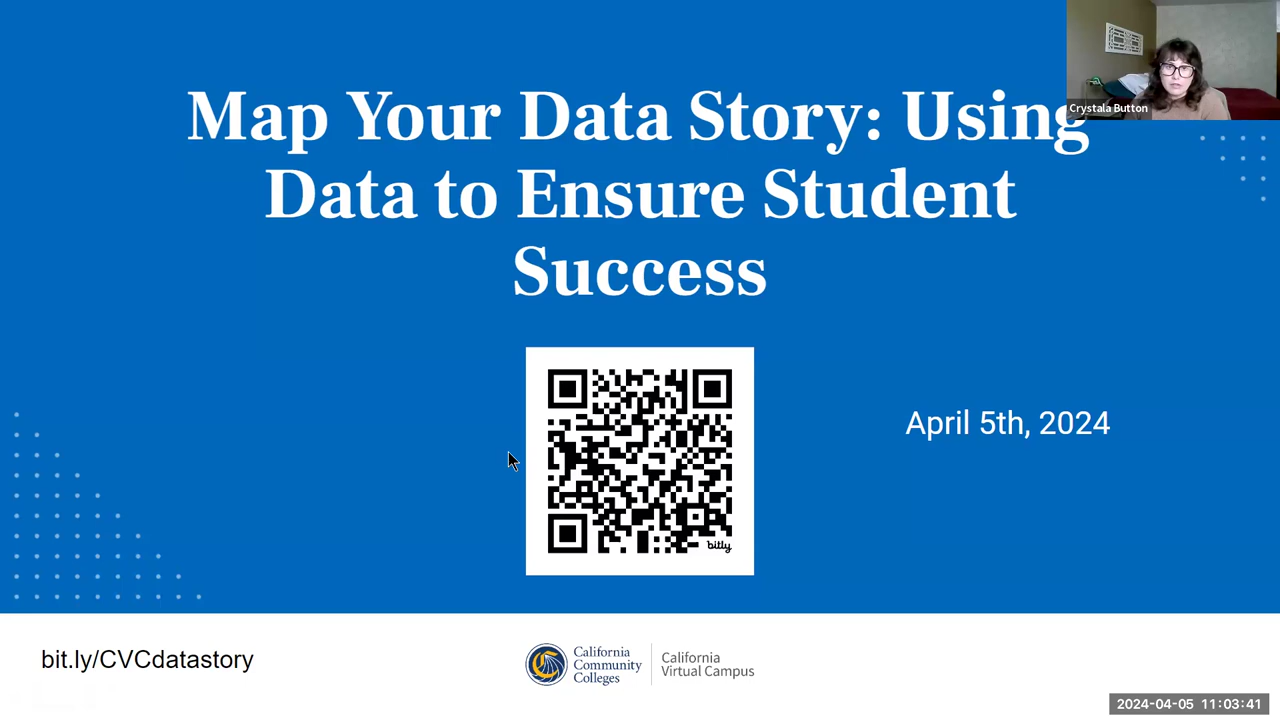 Map Your Data Story: Using
Data to Ensure Student
Success
Crystala Button
bitly
April 5th, 2024
bit.ly/CVCdatastory
California
Community
Colleges
California
Virtual Campus
2024-04-05 11:03:41